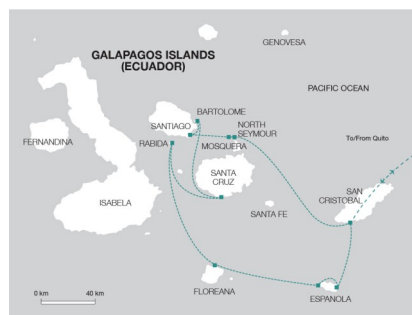 GENOVESA
GALAPAGOS ISLANDS
(ECUADOR)
PACIFIC OCEAN
BARTOLOME
SANTIAGO
NORTH
SEYMOUR
MOSQUERA
To/From Quito
FERNANDINA
RABIDA
SANTA
CRUZ
SAN
CRISTOBAL
ISABELA
SANTA FE
FLOREANA
ESPANOLA
0 km 40 km